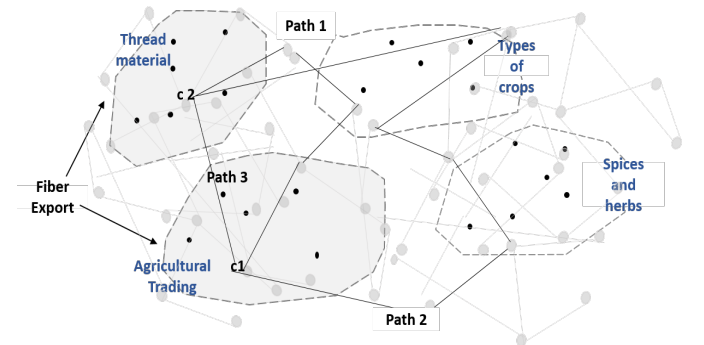 Path 1
Thread
material
Types
of
crops
c 2
Spices
and
herbs
Path 3
Fiber
Export
c1
Agricultural
Trading
Path 2